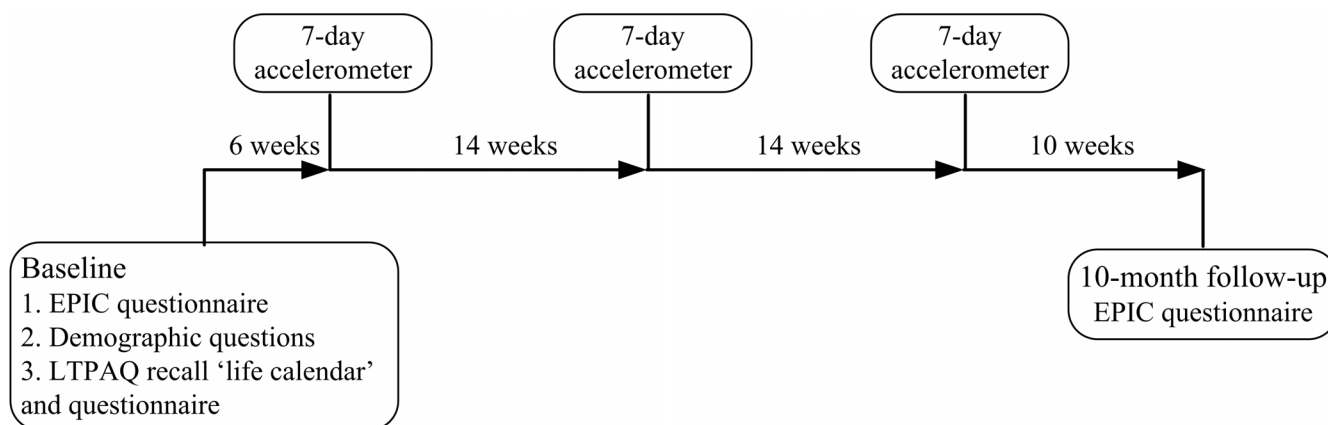 7-day
accelerometer
7-day
accelerometer
7-day
accelerometer
6 weeks
14 weeks
14 weeks
10 weeks
Baseline
1. EPIC questionnaire
2. Demographic questions
3. LTPAQ recall ‘life calendar’
and questionnaire
10-month follow-up
EPIC questionnaire